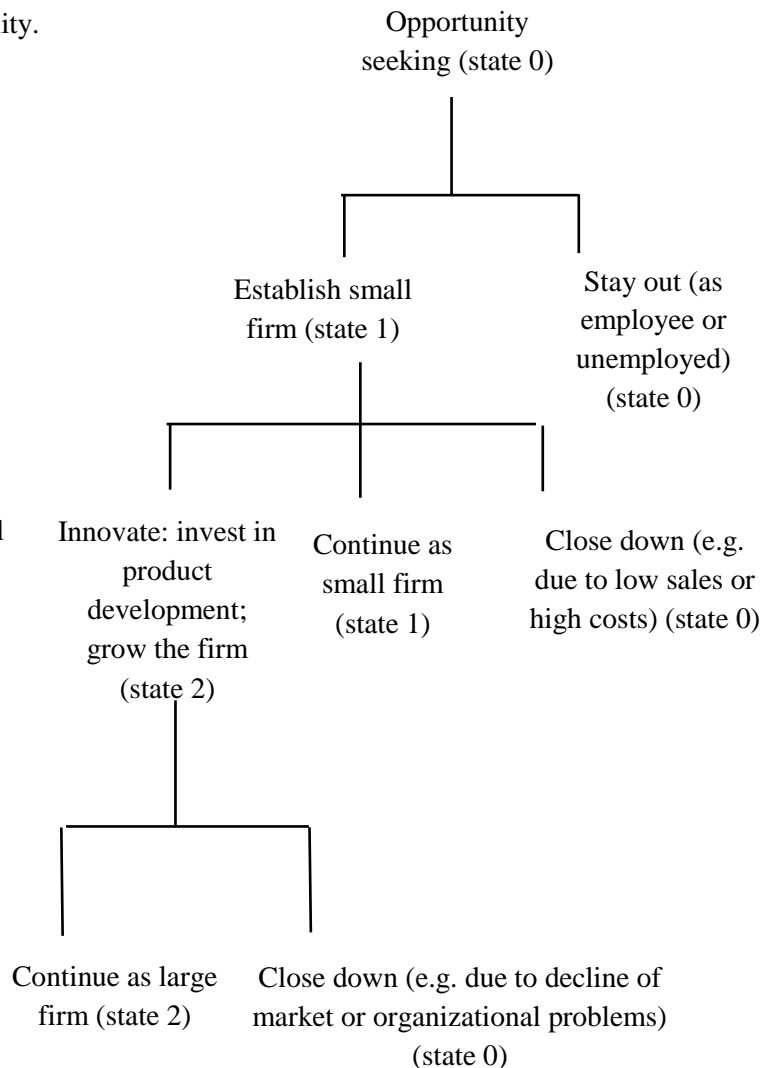 ity.
Opportunity
seeking (state 0)
Establish small
firm (state 1)
Stay out (as
employee or
unemployed)
(state 0)
Innovate: invest in
product
development;
grow the firm
(state 2)
Continue as
small firm
(state 1)
Close down (e.g.
due to low sales or
high costs) (state 0)
Continue as large
firm (state 2)
Close down (e.g. due to decline of
market or organizational problems)
(state 0)